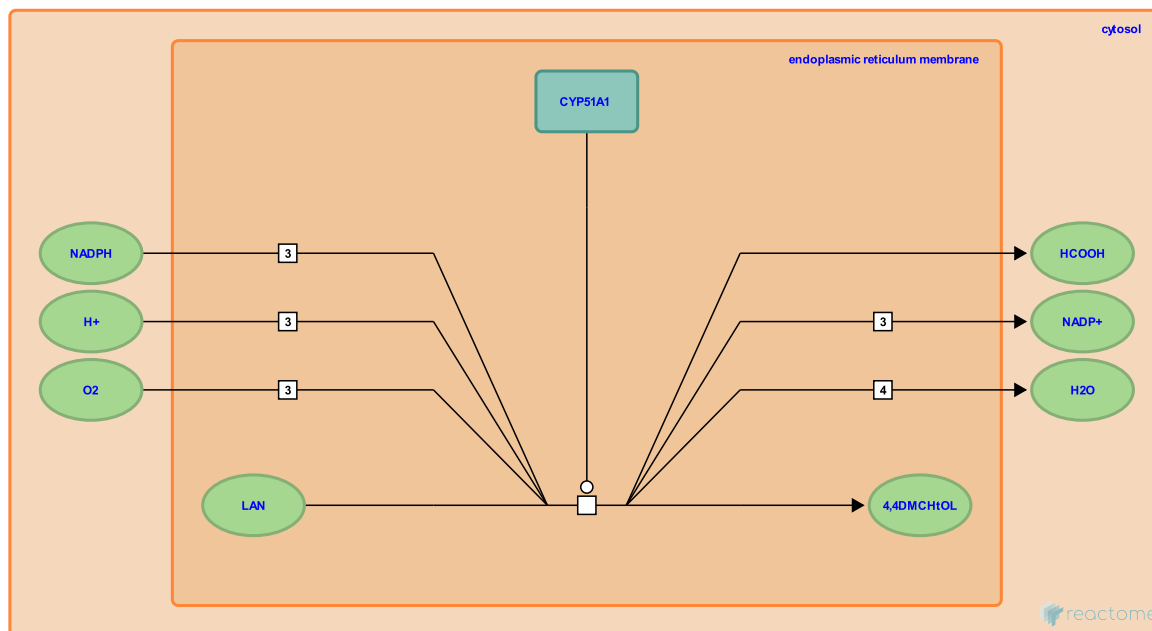 cytosol
endoplasmic reticulum membrane
CYP51A1
NADPH
3
HCOOH
H+
3
3
NADP+
O2
3
4
H2O
LAN
4,4DMCHtOL
reactome